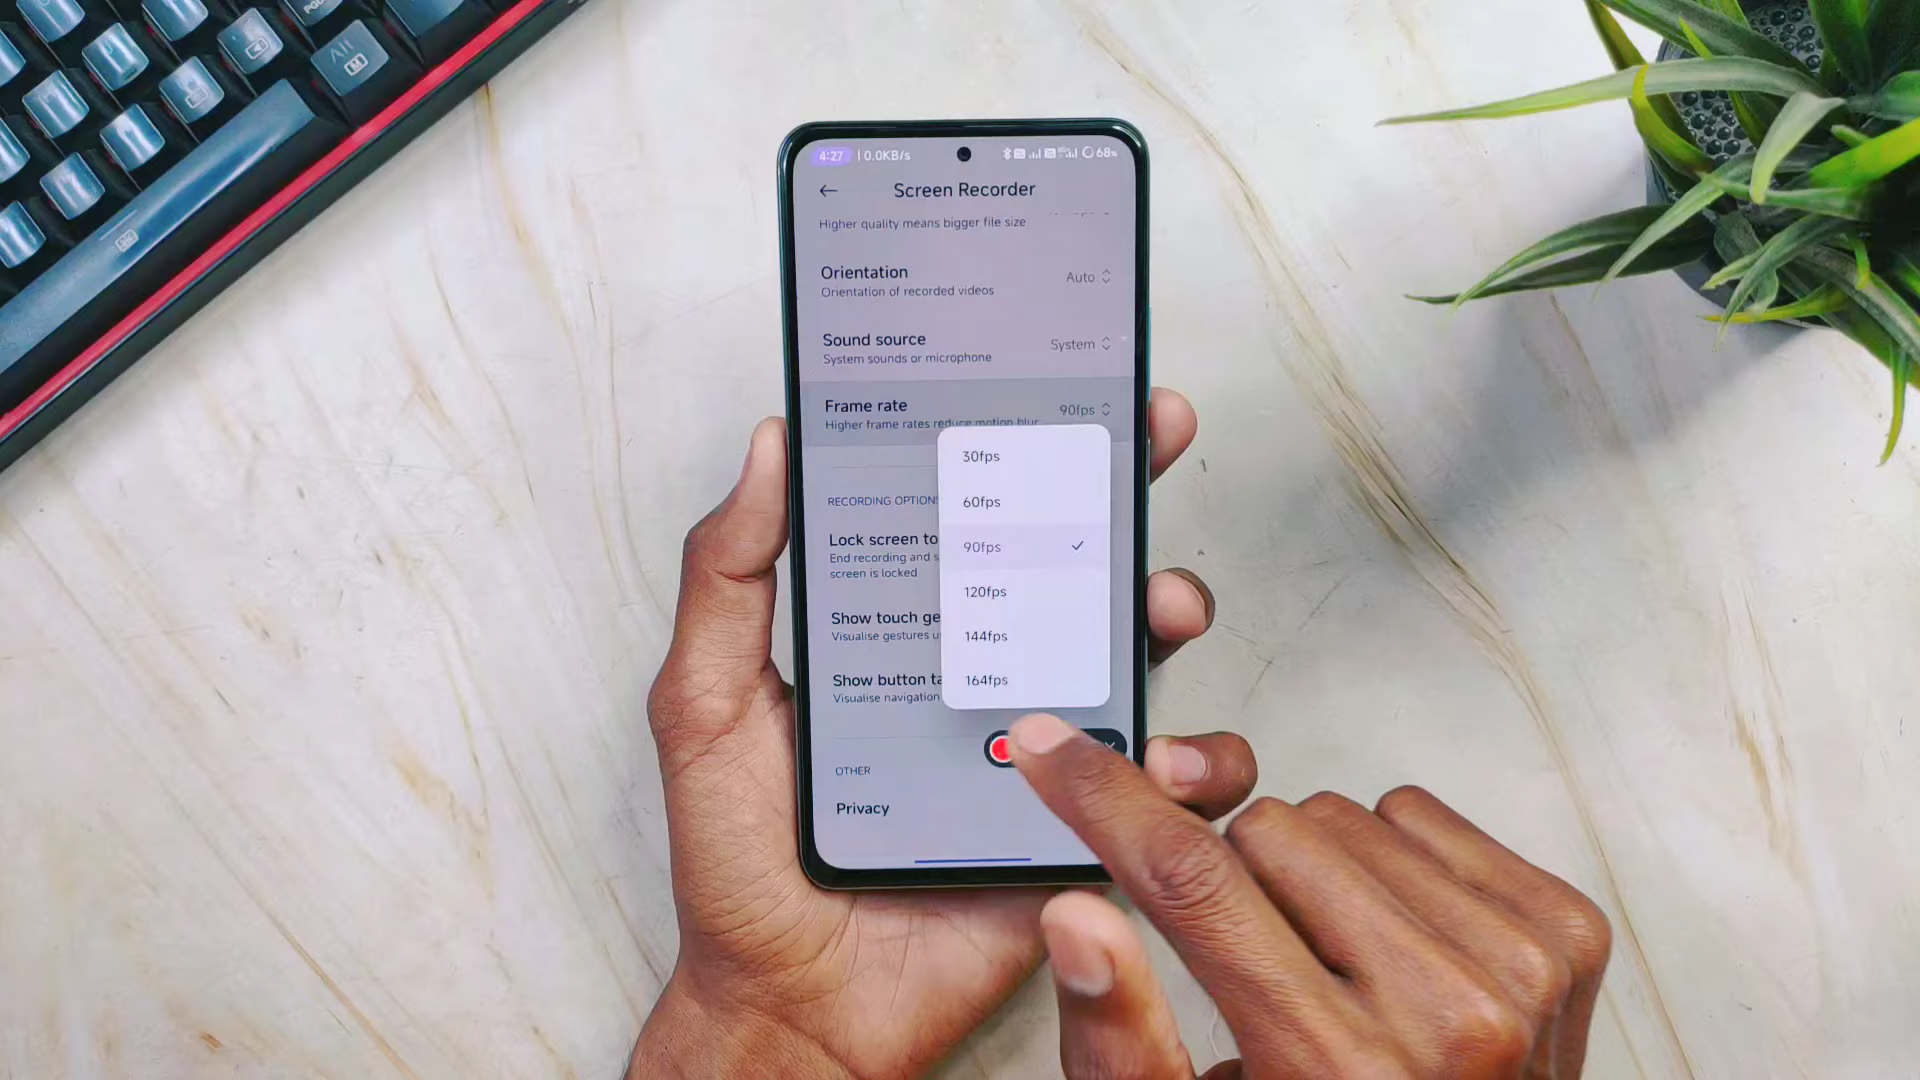 Alt
4:27 | 0.0KB/s
68%
Screen Recorder
Higher quality means bigger file size
Orientation
Auto
Orientation of recorded videos
Sound source
System
System sounds or microphone
Frame rate
90fps
Higher frame rates reduce motion blur
30fps
60fps
90fps
120fps
144fps
164fps
RECORDING OPTION
Lock screen to
End recording and s
screen is locked
Show touch ge
Visualise gestures u
Show button ta
Visualise navigation
OTHER
Privacy